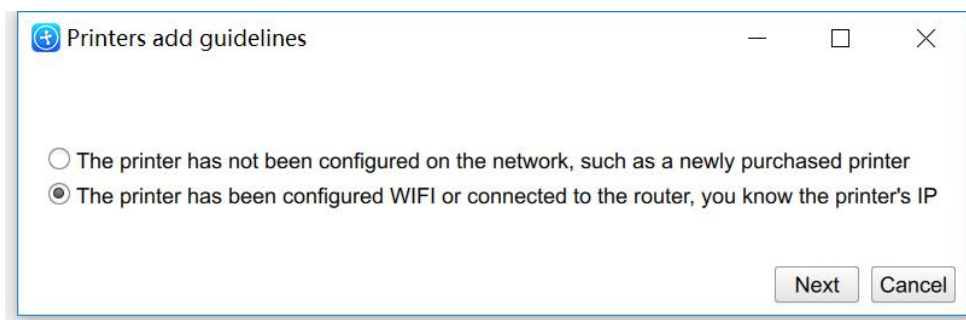 Printers add guidelines
The printer has not been configured on the network, such as a newly purchased printer
The printer has been configured WIFI or connected to the router, you know the printer's IP
Next Cancel